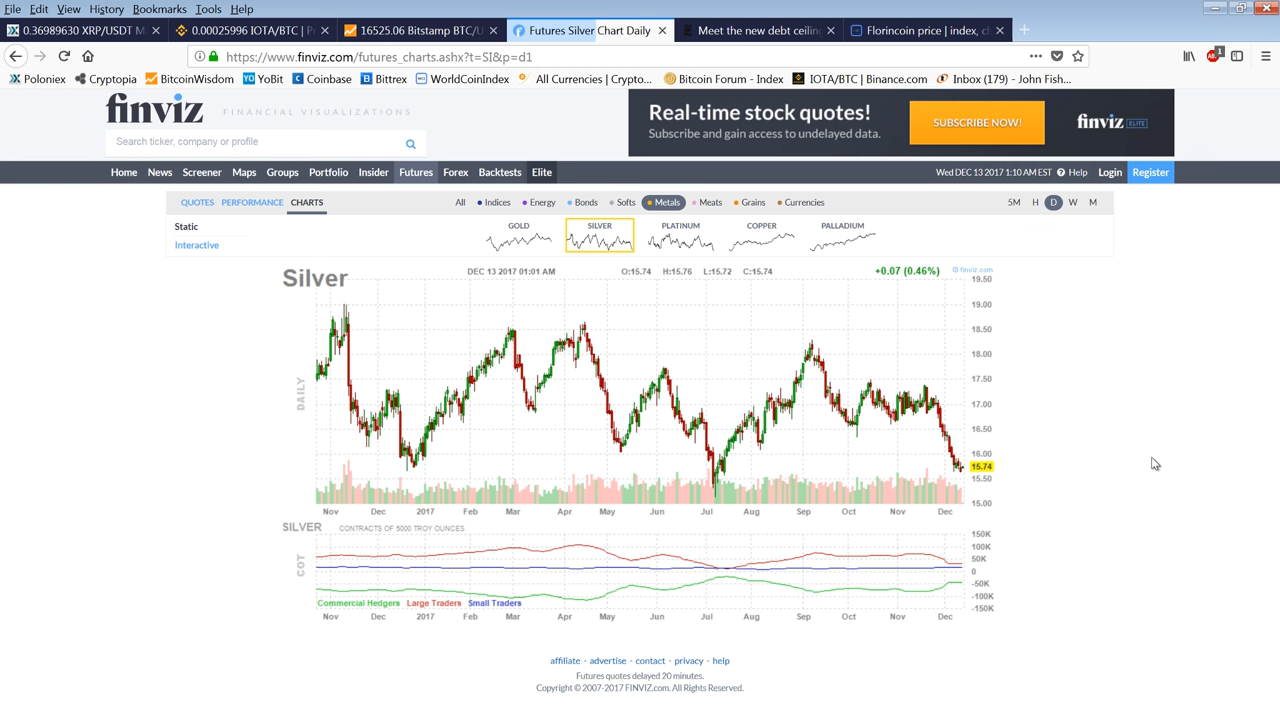 File Edit View History Bookmarks Tools Help
0.36989630 XRP/USDT M
0.00025996 IOTA/BTC | P
16525.06 Bitstamp BTC/U
Futures Silver Chart Daily
Meet the new debt ceiling
Florincoin price | index, c
https://www.finviz.com/futures_charts.ashx?t=SI&p=d1
1
Poloniex Cryptopia BitcoinWisdom YoBit Coinbase Bittrex WorldCoinIndex All Currencies | Crypto... Bitcoin Forum - Index IOTA/BTC | Binance.com Inbox (179) - John Fish...
finviz FINANCIAL VISUALIZATIONS
Search ticker, company or profile
Real-time stock quotes!
Subscribe and gain access to undelayed data.
SUBSCRIBE NOW!
finviz ELITE
Home News Screener Maps Groups Portfolio Insider Futures Forex Backtests Elite Wed DEC 13 2017 1:10 AM EST Help Login Register
QUOTES PERFORMANCE CHARTS All Indices Energy Bonds Softs Metals Meats Grains Currencies 5M H D W M
Static
Interactive
GOLD SILVER PLATINUM COPPER PALLADIUM
Silver DEC 13 2017 01:01 AM O:15.74 H:15.76 L:15.72 C:15.74 +0.07 (0.46%) © finviz.com
19.50
19.00
18.50
18.00
17.50
17.00
16.50
16.00
15.74
15.50
15.00
DAILY
Nov Dec 2017 Feb Mar Apr May Jun Jul Aug Sep Oct Nov Dec
SILVER CONTRACTS OF 5000 TROY OUNCES
150K
100K
50K
0
-50K
-100K
-150K
COT
Commercial Hedgers Large Traders Small Traders
Nov Dec 2017 Feb Mar Apr May Jun Jul Aug Sep Oct Nov Dec
affiliate - advertise - contact - privacy - help
Futures quotes delayed 20 minutes.
Copyright © 2007-2017 FINVIZ.com. All Rights Reserved.